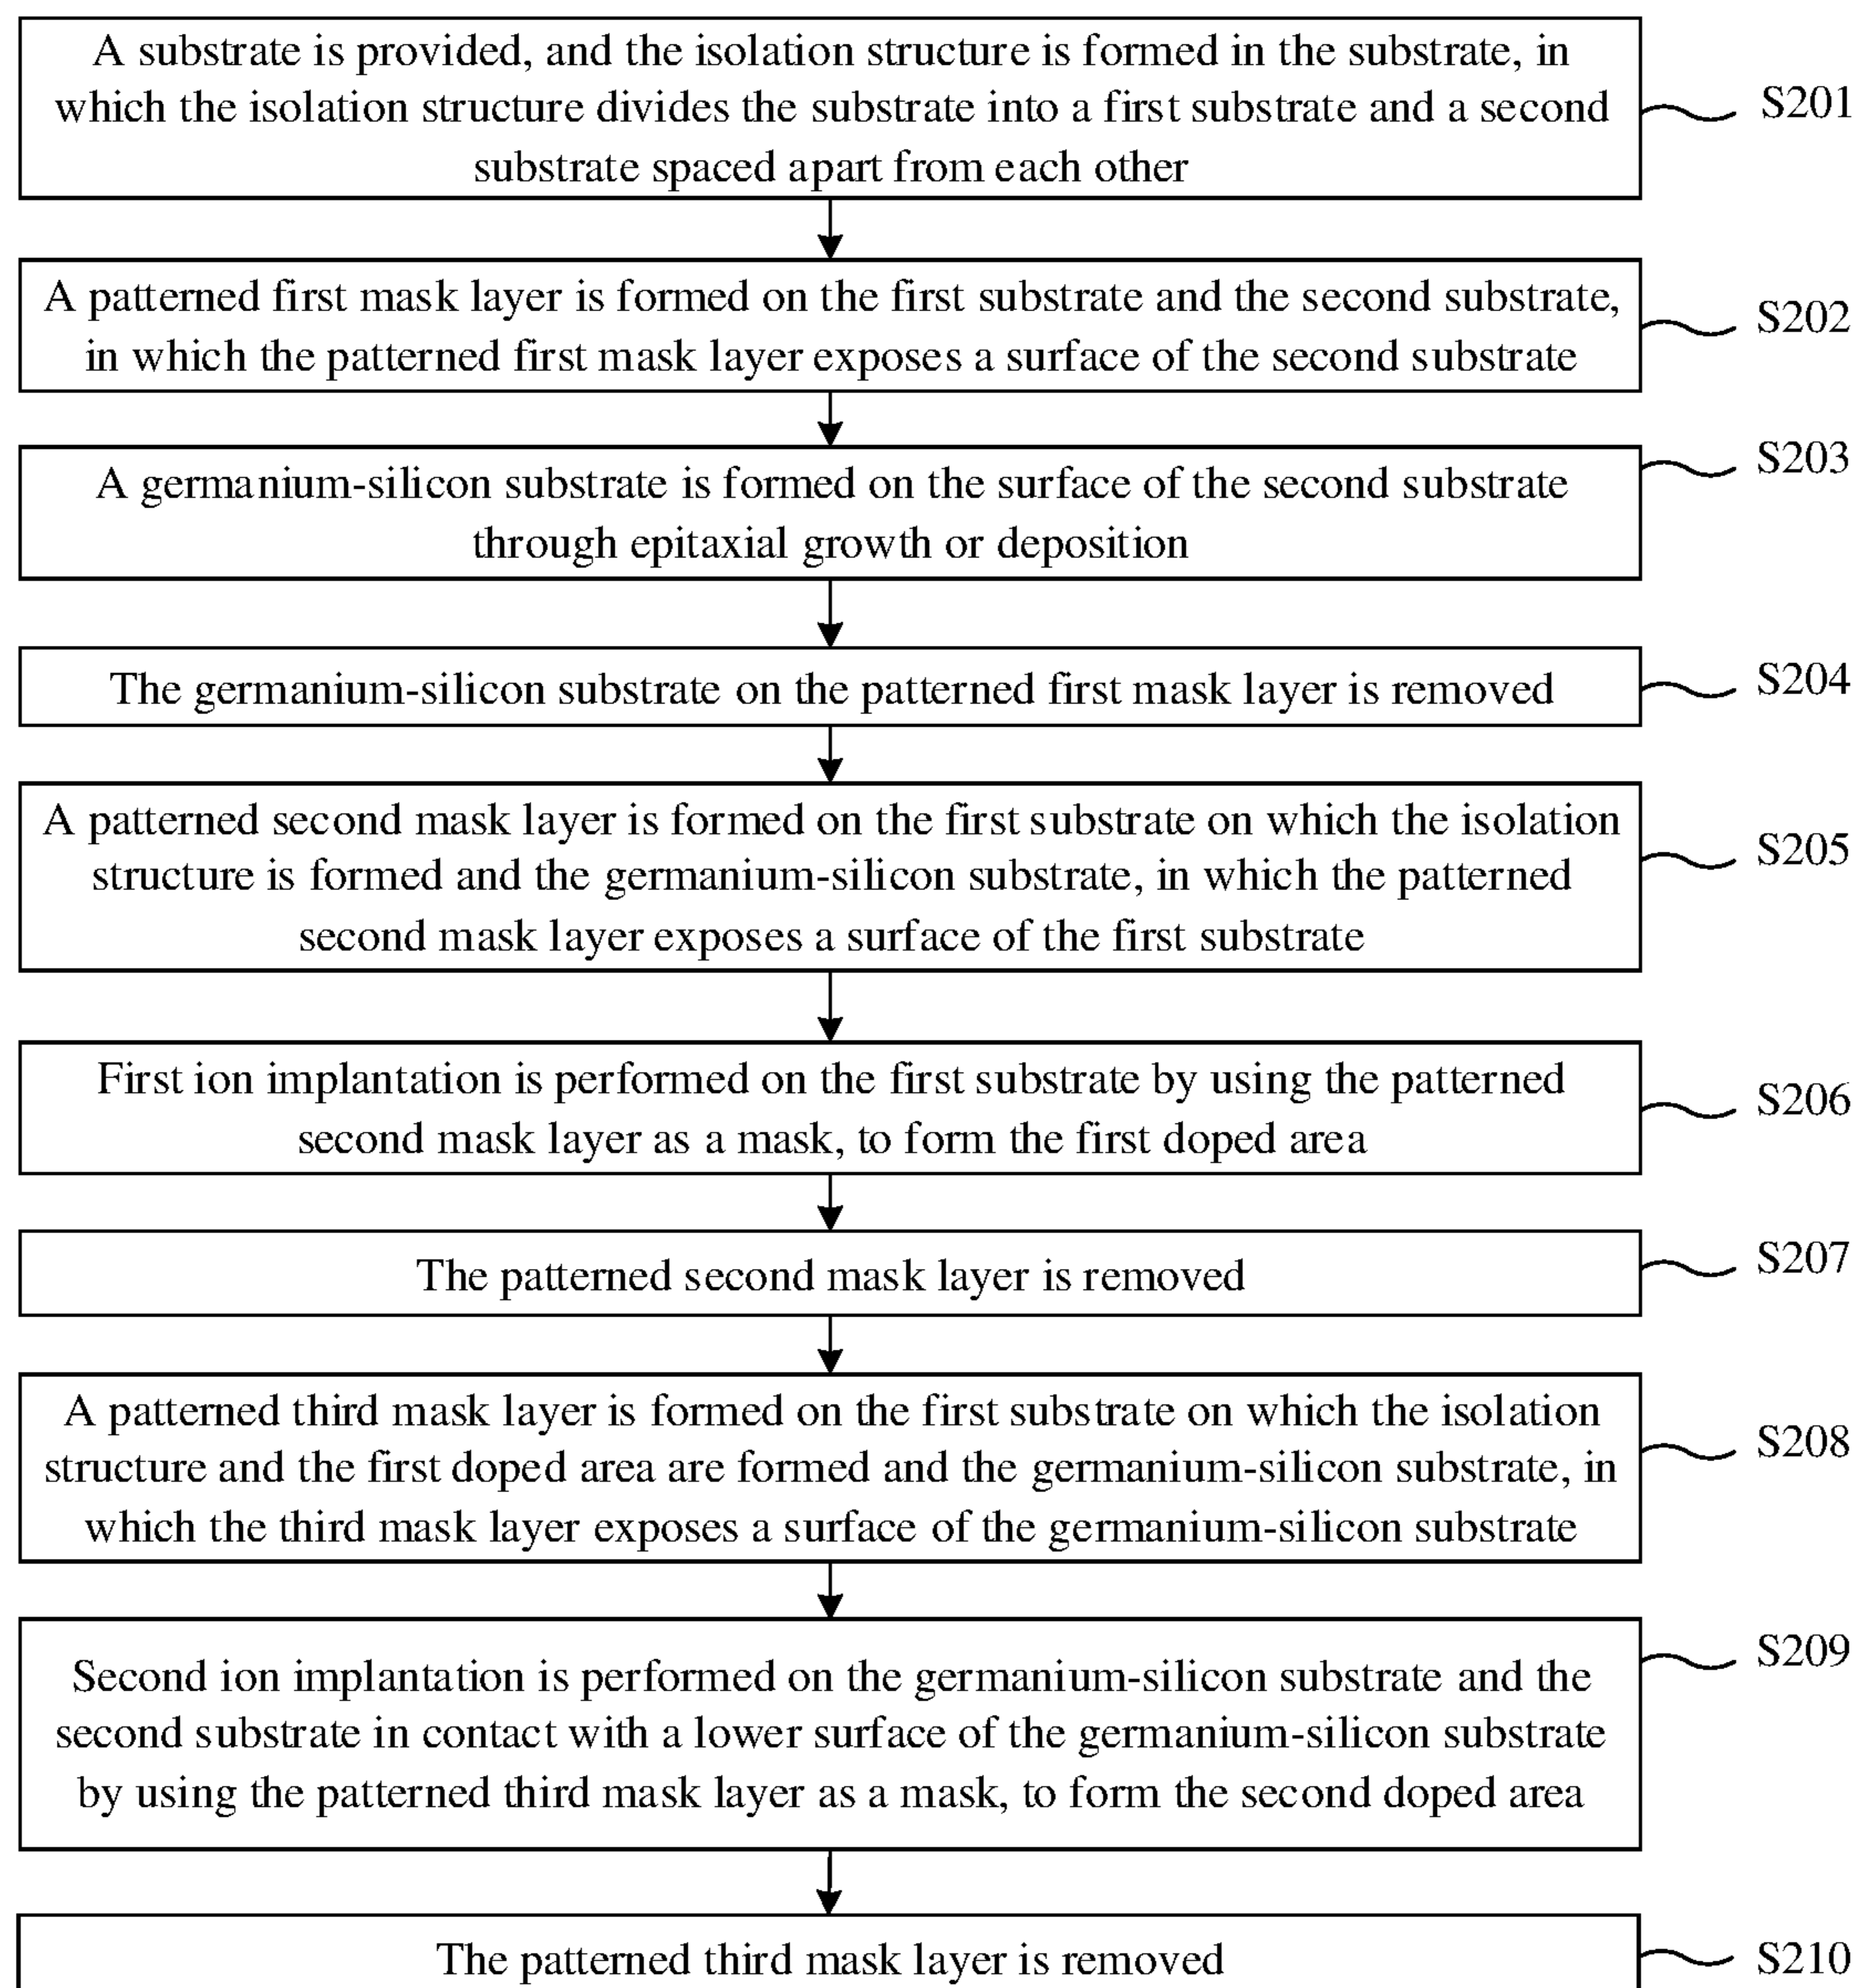 A substrate is provided, and the isolation structure is formed in the substrate, in
which the isolation structure divides the substrate into a first substrate and a second
substrate spaced apart from each other
S201
A patterned first mask layer is formed on the first substrate and the second substrate,
in which the patterned first mask layer exposes a surface of the second substrate
S202
A germanium-silicon substrate is formed on the surface of the second substrate
through epitaxial growth or deposition
S203
The germanium-silicon substrate on the patterned first mask layer is removed
S204
A patterned second mask layer is formed on the first substrate on which the isolation
structure is formed and the germanium-silicon substrate, in which the patterned
second mask layer exposes a surface of the first substrate
S205
First ion implantation is performed on the first substrate by using the patterned
second mask layer as a mask, to form the first doped area
S206
The patterned second mask layer is removed
S207
A patterned third mask layer is formed on the first substrate on which the isolation
structure and the first doped area are formed and the germanium-silicon substrate, in
which the third mask layer exposes a surface of the germanium-silicon substrate
S208
Second ion implantation is performed on the germanium-silicon substrate and the
second substrate in contact with a lower surface of the germanium-silicon substrate
by using the patterned third mask layer as a mask, to form the second doped area
S209
The patterned third mask layer is removed
S210